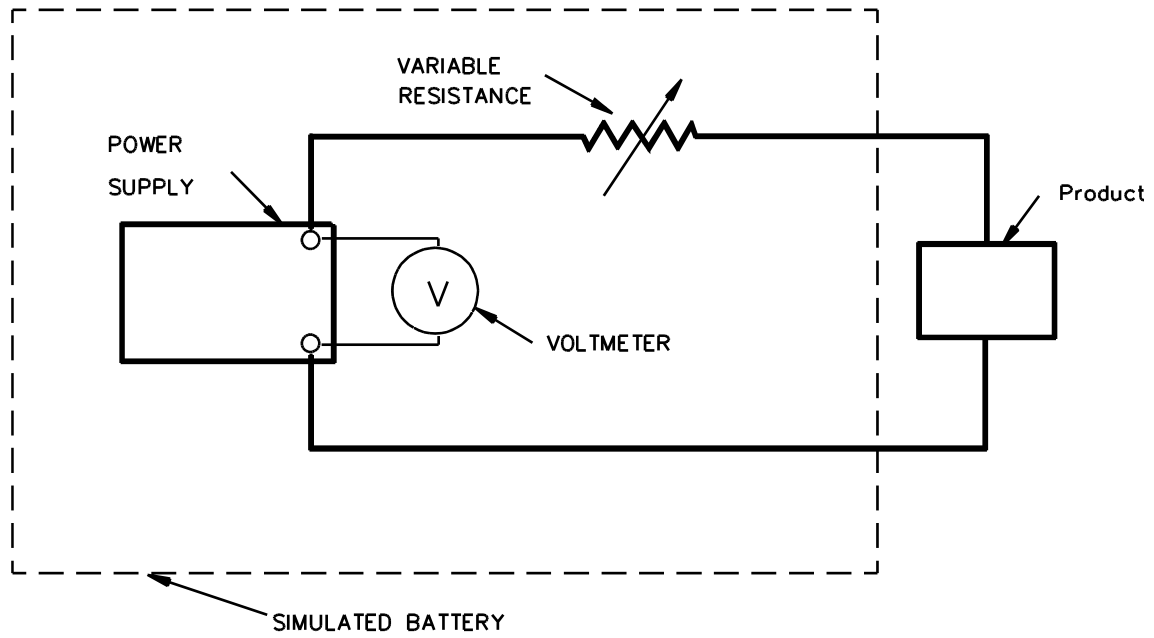 VARIABLE
RESISTANCE
POWER
SUPPLY
Product
V
VOLTMETER
SIMULATED BATTERY